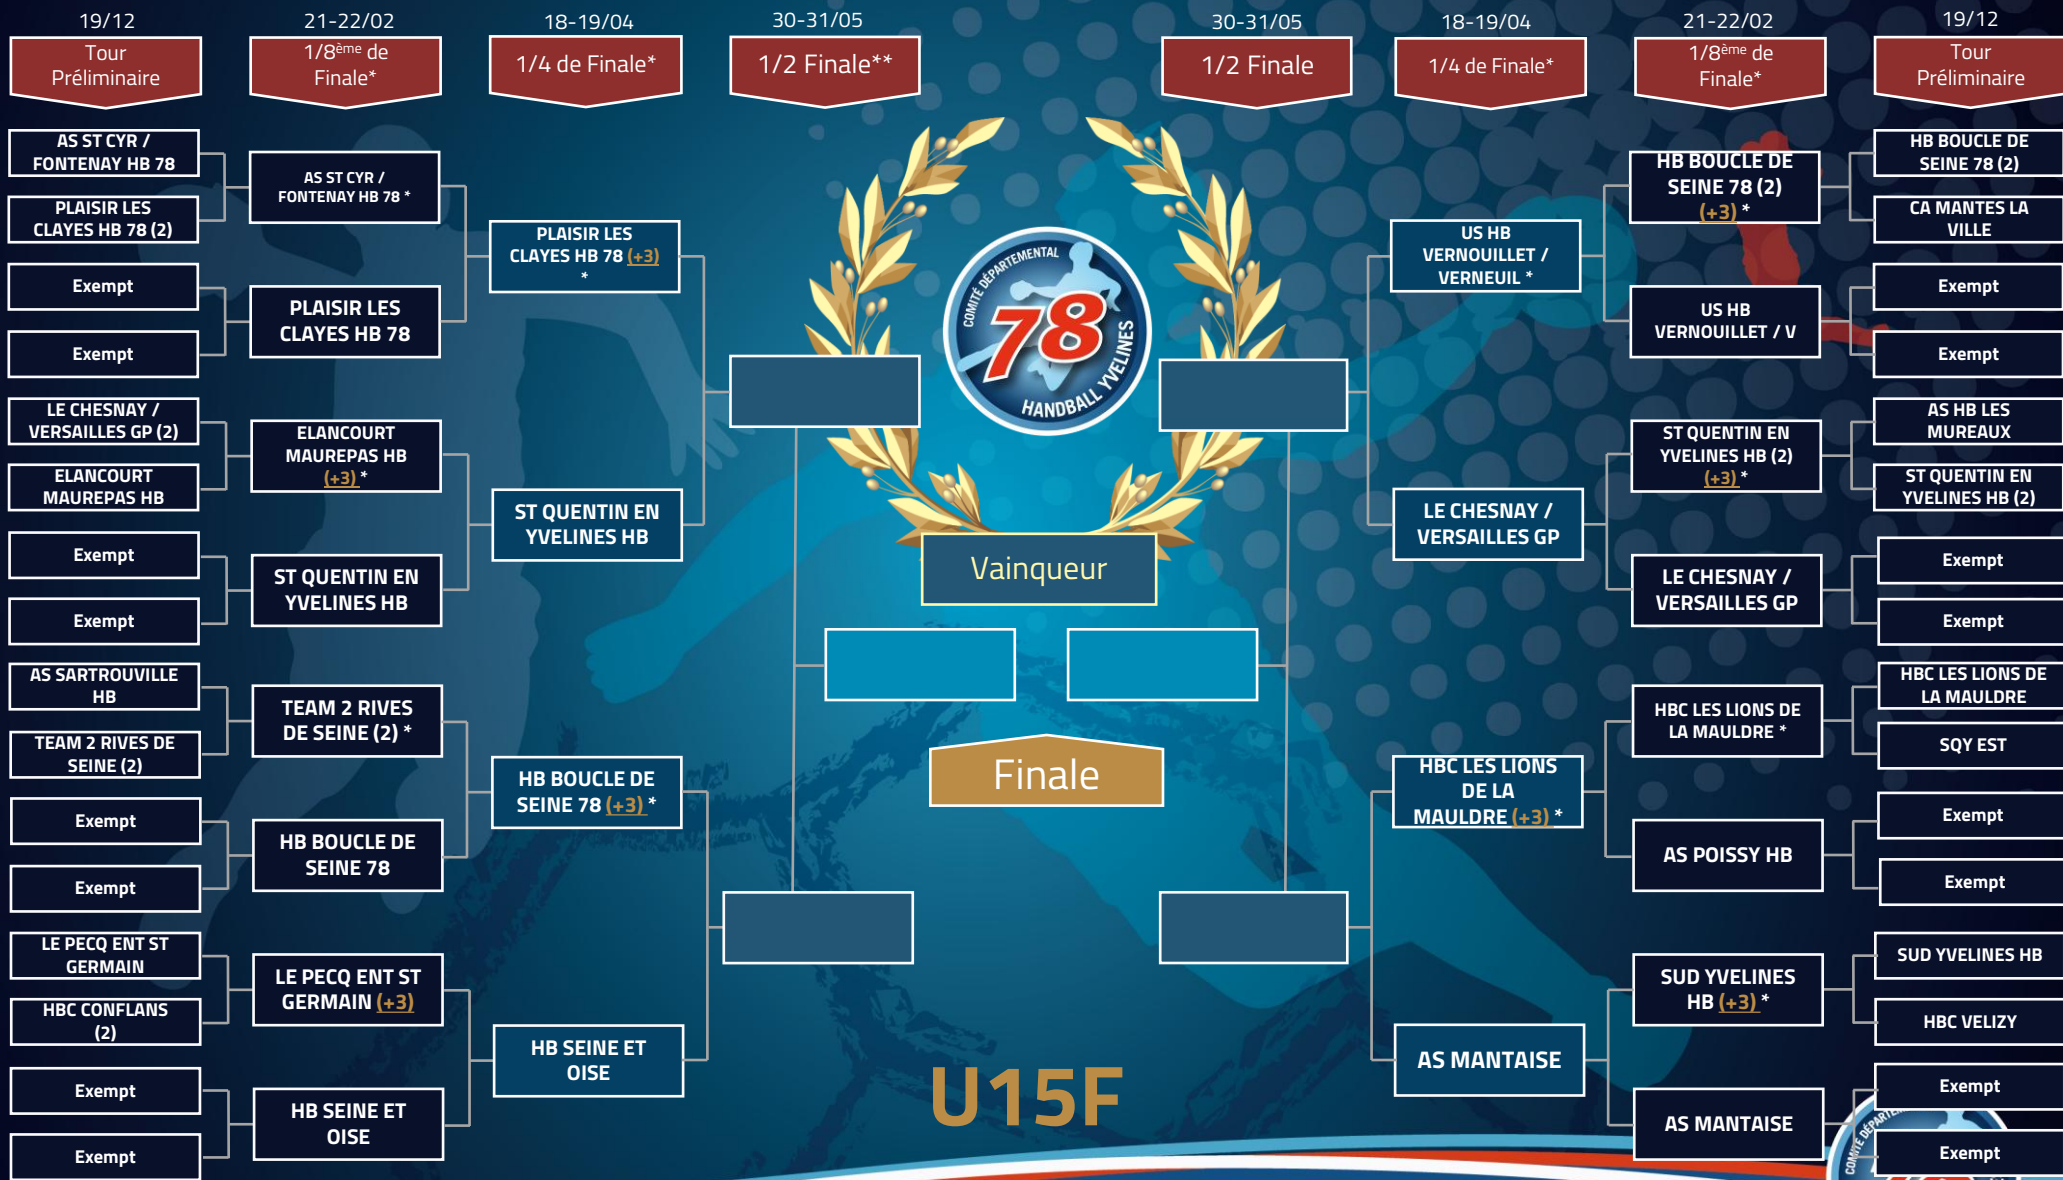 19/12
21-22/02
18-19/04
30-31/05
30-31/05
18-19/04
21-22/02
19/12
Tour
Préliminaire
1/8ème de
Finale*
1/4 de Finale*
1/2 Finale**
1/2 Finale
1/4 de Finale*
1/8ème de
Finale*
Tour
Préliminaire
AS ST CYR /
FONTENAY HB 78
PLAISIR LES
CLAYES HB 78 (2)
Exempt
Exempt
LE CHESNAY /
VERSAILLES GP (2)
ELANCOURT
MAUREPAS HB
Exempt
Exempt
AS SARTROUVILLE
HB
TEAM 2 RIVES DE
SEINE (2)
Exempt
Exempt
LE PECQ ENT ST
GERMAIN
HBC CONFLANS
(2)
Exempt
Exempt
AS ST CYR /
FONTENAY HB 78 *
PLAISIR LES
CLAYES HB 78
ELANCOURT
MAUREPAS HB
(+3) *
ST QUENTIN EN
YVELINES HB
TEAM 2 RIVES
DE SEINE (2) *
HB BOUCLE DE
SEINE 78
LE PECQ ENT ST
GERMAIN (+3)
HB SEINE ET
OISE
PLAISIR LES
CLAYES HB 78 (+3)
*
ST QUENTIN EN
YVELINES HB
HB BOUCLE DE
SEINE 78 (+3) *
HB SEINE ET
OISE
COMITÉ DÉPARTEMENTAL
78
HANDBALL YVELINES
Vainqueur
Finale
U15F
US HB
VERNOUILLET /
VERNEUIL *
LE CHESNAY /
VERSAILLES GP
HBC LES LIONS
DE LA
MAULDRE (+3) *
AS MANTAISE
HB BOUCLE DE
SEINE 78 (2)
(+3) *
US HB
VERNOUILLET / V
ST QUENTIN EN
YVELINES HB (2)
(+3) *
LE CHESNAY /
VERSAILLES GP
HBC LES LIONS DE
LA MAULDRE *
AS POISSY HB
SUD YVELINES
HB (+3) *
AS MANTAISE
HB BOUCLE DE
SEINE 78 (2)
CA MANTES LA
VILLE
Exempt
Exempt
AS HB LES
MUREAUX
ST QUENTIN EN
YVELINES HB (2)
Exempt
Exempt
HBC LES LIONS DE
LA MAULDRE
SQY EST
Exempt
Exempt
SUD YVELINES HB
HBC VELIZY
Exempt
Exempt